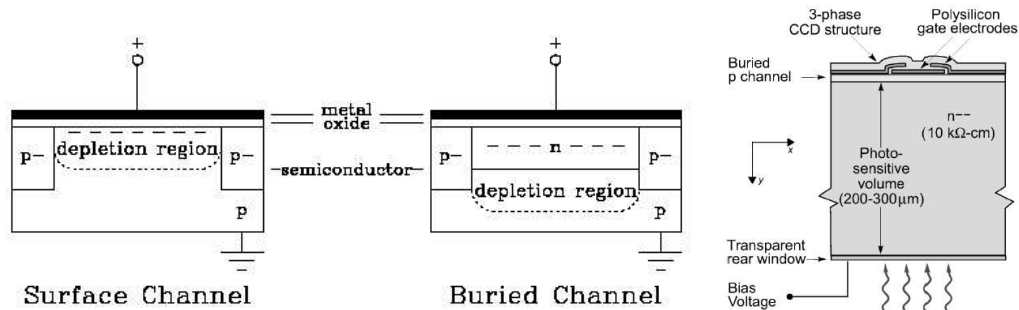 +
metal
oxide
p-
depletion region
p-
semiconductor
p
Surface Channel
+
p-
n
p-
depletion region
p
Buried Channel
3-phase
CCD structure
Polysilicon
gate electrodes
Buried
p channel
n--
(10 kΩ-cm)
x
y
Photo-
sensitive
volume
(200-300μm)
Transparent
rear window
Bias
Voltage